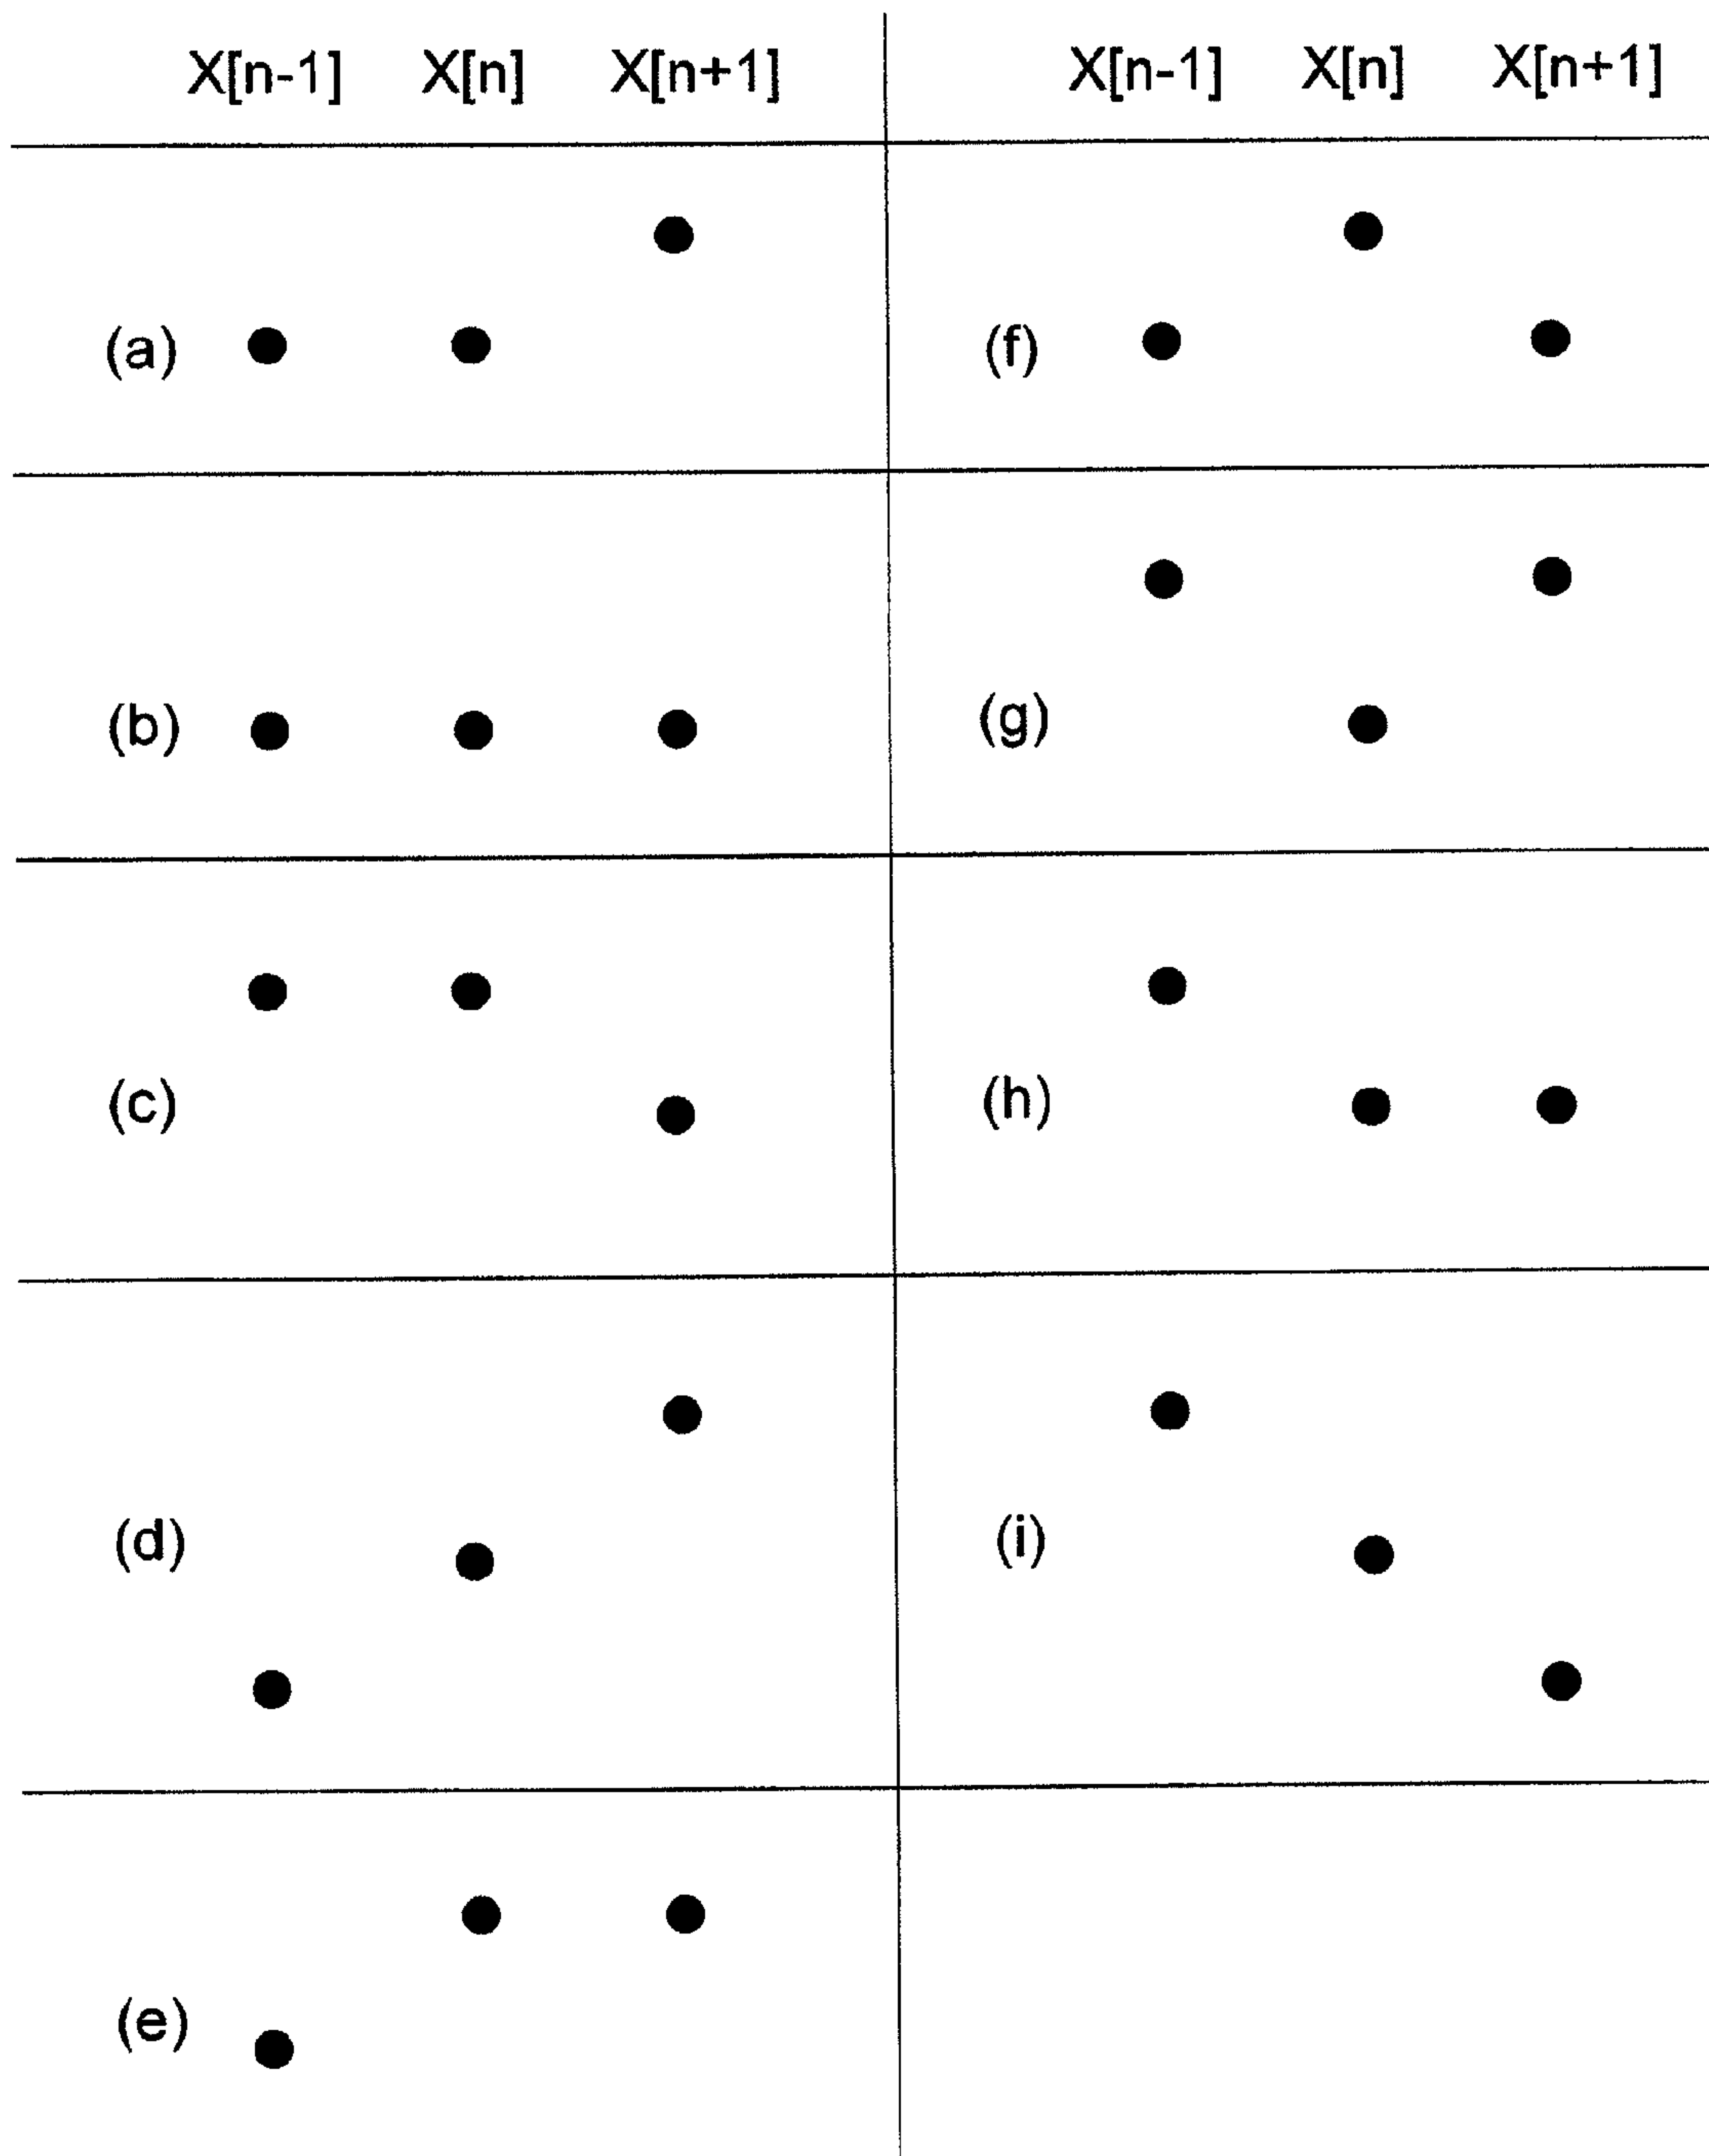 X[n-1] X[n] X[n+1] X[n-1] X[n] X[n+1]
(a) (f)
(b) (g)
(c) (h)
(d) (i)
(e)